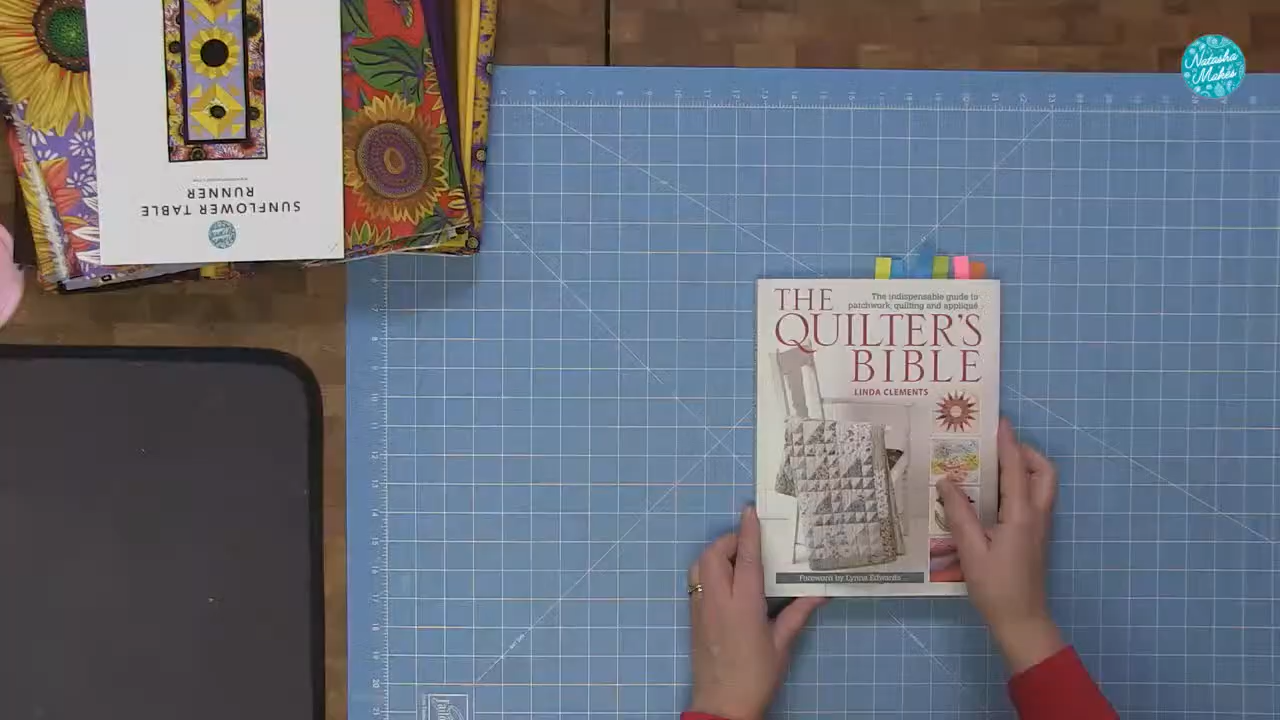 Natasha
Makes
SUNFLOWER TABLE
RUNNER
The indispensable guide to
patchwork, quilting and appliqué
THE
QUILTER'S
BIBLE
LINDA CLEMENTS
Foreword by Lynne Edwards